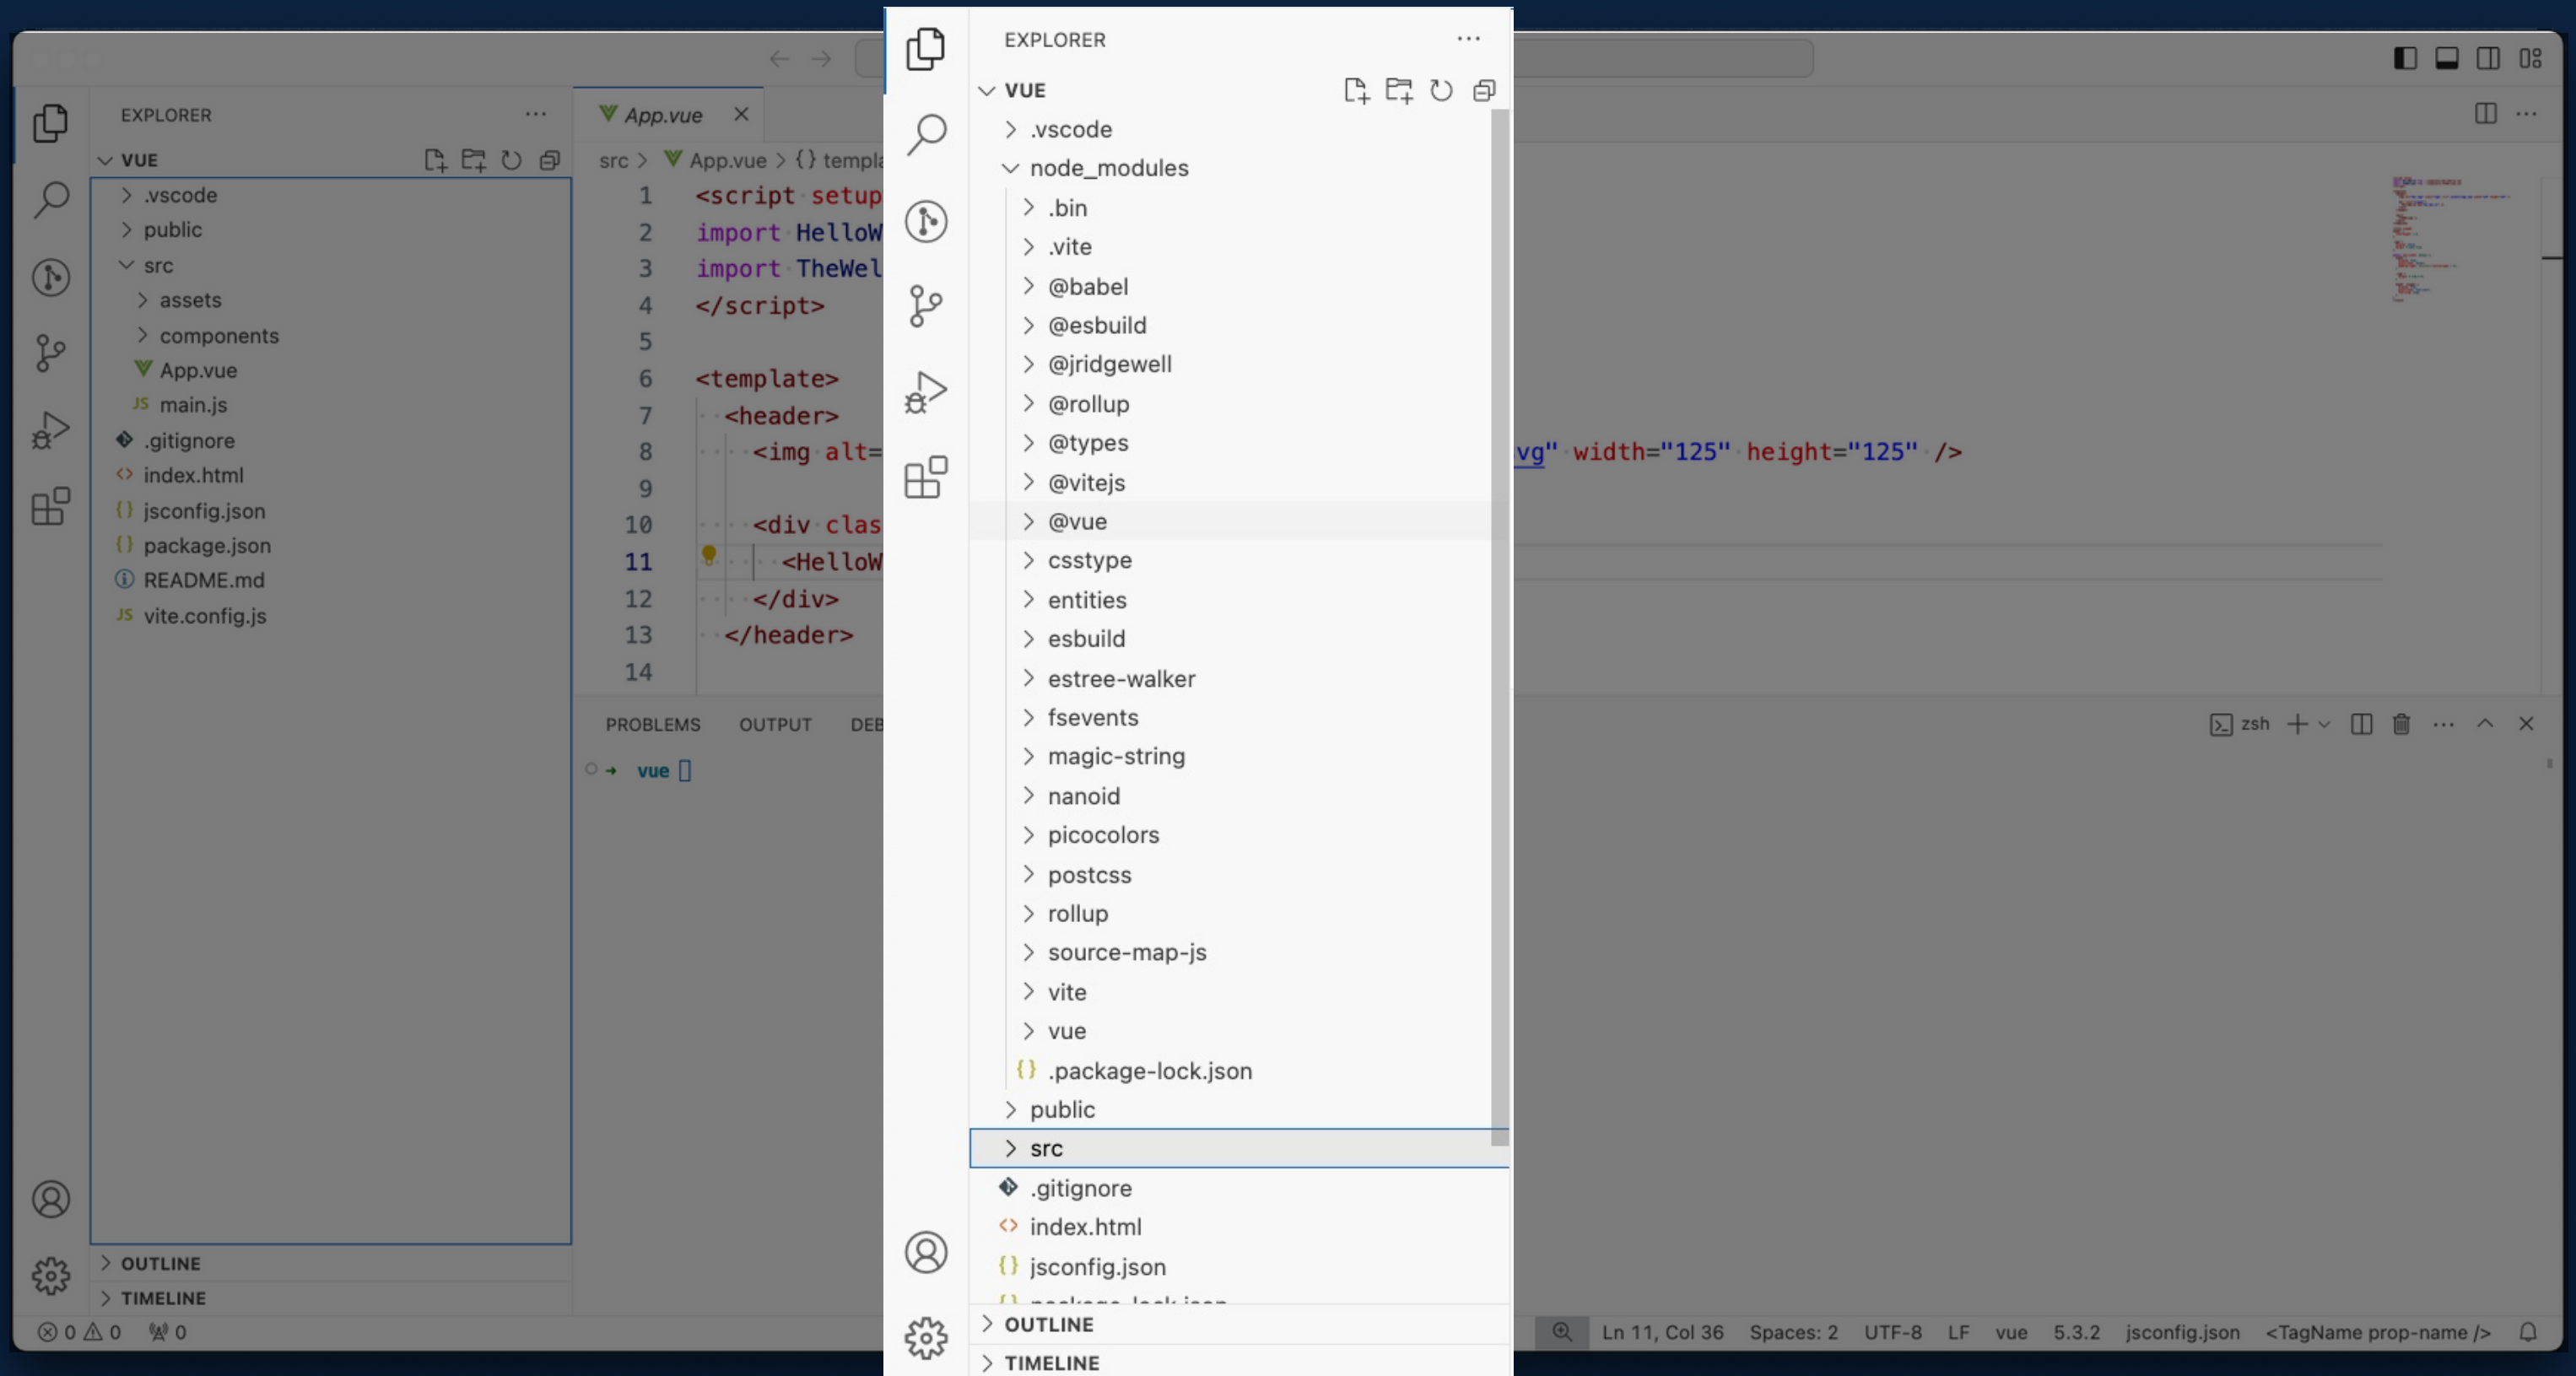 EXPLORER
VUE
.vscode
public
src
assets
components
App.vue
JS main.js
.gitignore
index.html
jsconfig.json
package.json
README.md
JS vite.config.js
OUTLINE
TIMELINE
App.vue
src > App.vue > {} templa
1 <script setup
2 import HelloW
3 import TheWel
4 </script>
5
6 <template>
7 <header>
8 <img alt=
vg" width="125" height="125" />
9
10 <div clas
11 <HelloW
12 </div>
13 </header>
14
PROBLEMS OUTPUT DEB
zsh
vue
EXPLORER
VUE
.vscode
node_modules
.bin
.vite
@babel
@esbuild
@jridgewell
@rollup
@types
@vitejs
@vue
csstype
entities
esbuild
estree-walker
fsevents
magic-string
nanoid
picocolors
postcss
rollup
source-map-js
vite
vue
{} .package-lock.json
public
src
.gitignore
index.html
{} jsconfig.json
{} package-lock.json
OUTLINE
TIMELINE
0 0 0
Ln 11, Col 36 Spaces: 2 UTF-8 LF vue 5.3.2 jsconfig.json <TagName prop-name />